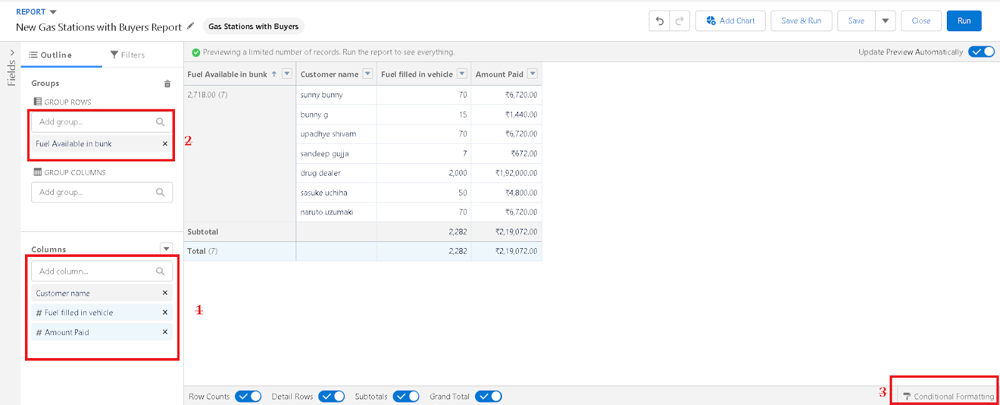 REPORT
New Gas Stations with Buyers Report
Gas Stations with Buyers
Add Chart
Save & Run
Save
Close
Run
Fields
Outline
Filters
Previewing a limited number of records. Run the report to see everything.
Update Preview Automatically
Groups
GROUP ROWS
Add group...
Fuel Available in bunk
2
GROUP COLUMNS
Add group...
Columns
Add column...
Customer name
# Fuel filled in vehicle
# Amount Paid
1
Fuel Available in bunk ↑ Customer name Fuel filled in vehicle Amount Paid
2,718.00 (7) sunny bunny 70 ₹6,720.00
bunny g 15 ₹1,440.00
upadhye shivam 70 ₹6,720.00
sandeep gujja 7 ₹672.00
drug dealer 2,000 ₹1,92,000.00
sasuke uchiha 50 ₹4,800.00
naruto uzumaki 70 ₹6,720.00
Subtotal 2,282 ₹2,19,072.00
Total (7) 2,282 ₹2,19,072.00
Row Counts Detail Rows Subtotals Grand Total
3
Conditional Formatting